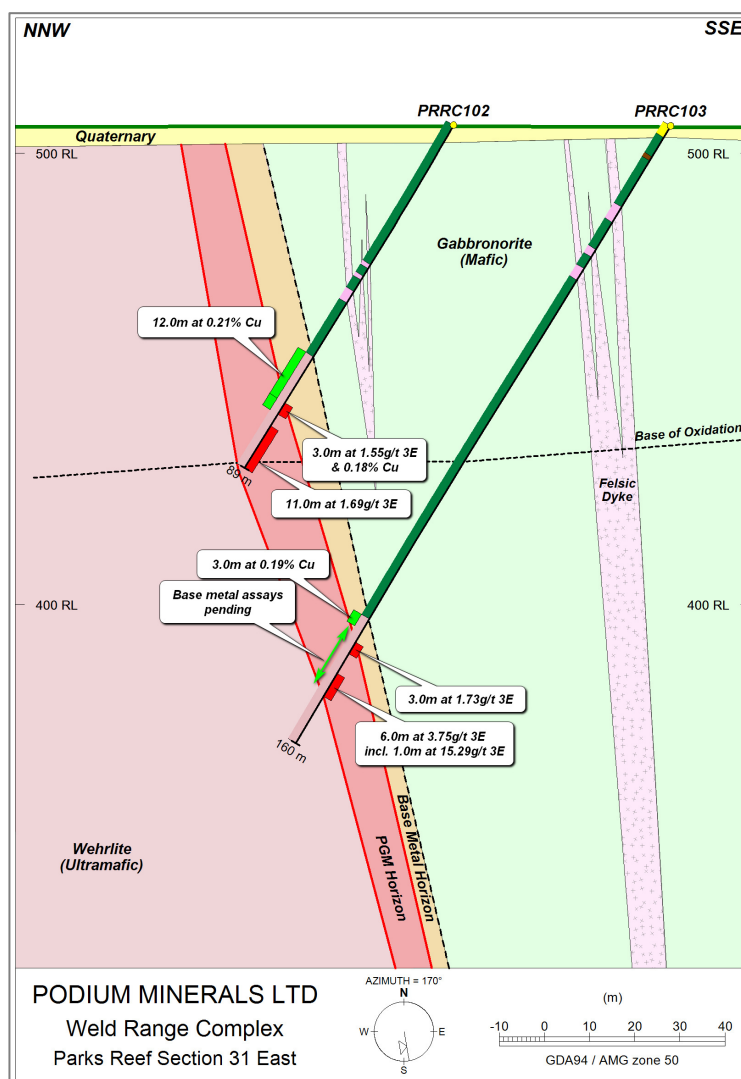 NNW
SSE
PRRC102
PRRC103
Quaternary
500 RL
500 RL
Gabbronorite
(Mafic)
12.0m at 0.21% Cu
Base of Oxidation
3.0m at 1.55g/t 3E
& 0.18% Cu
89 m
Felsic
Dyke
11.0m at 1.69g/t 3E
3.0m at 0.19% Cu
Base metal assays
pending
400 RL
400 RL
3.0m at 1.73g/t 3E
6.0m at 3.75g/t 3E
incl. 1.0m at 15.29g/t 3E
160 m
Base Metal Horizon
PGM Horizon
Wehrlite
(Ultramafic)
PODIUM MINERALS LTD
Weld Range Complex
Parks Reef Section 31 East
AZIMUTH = 170°
N
W
E
S
(m)
-10 0 10 20 30 40
GDA94 / AMG zone 50